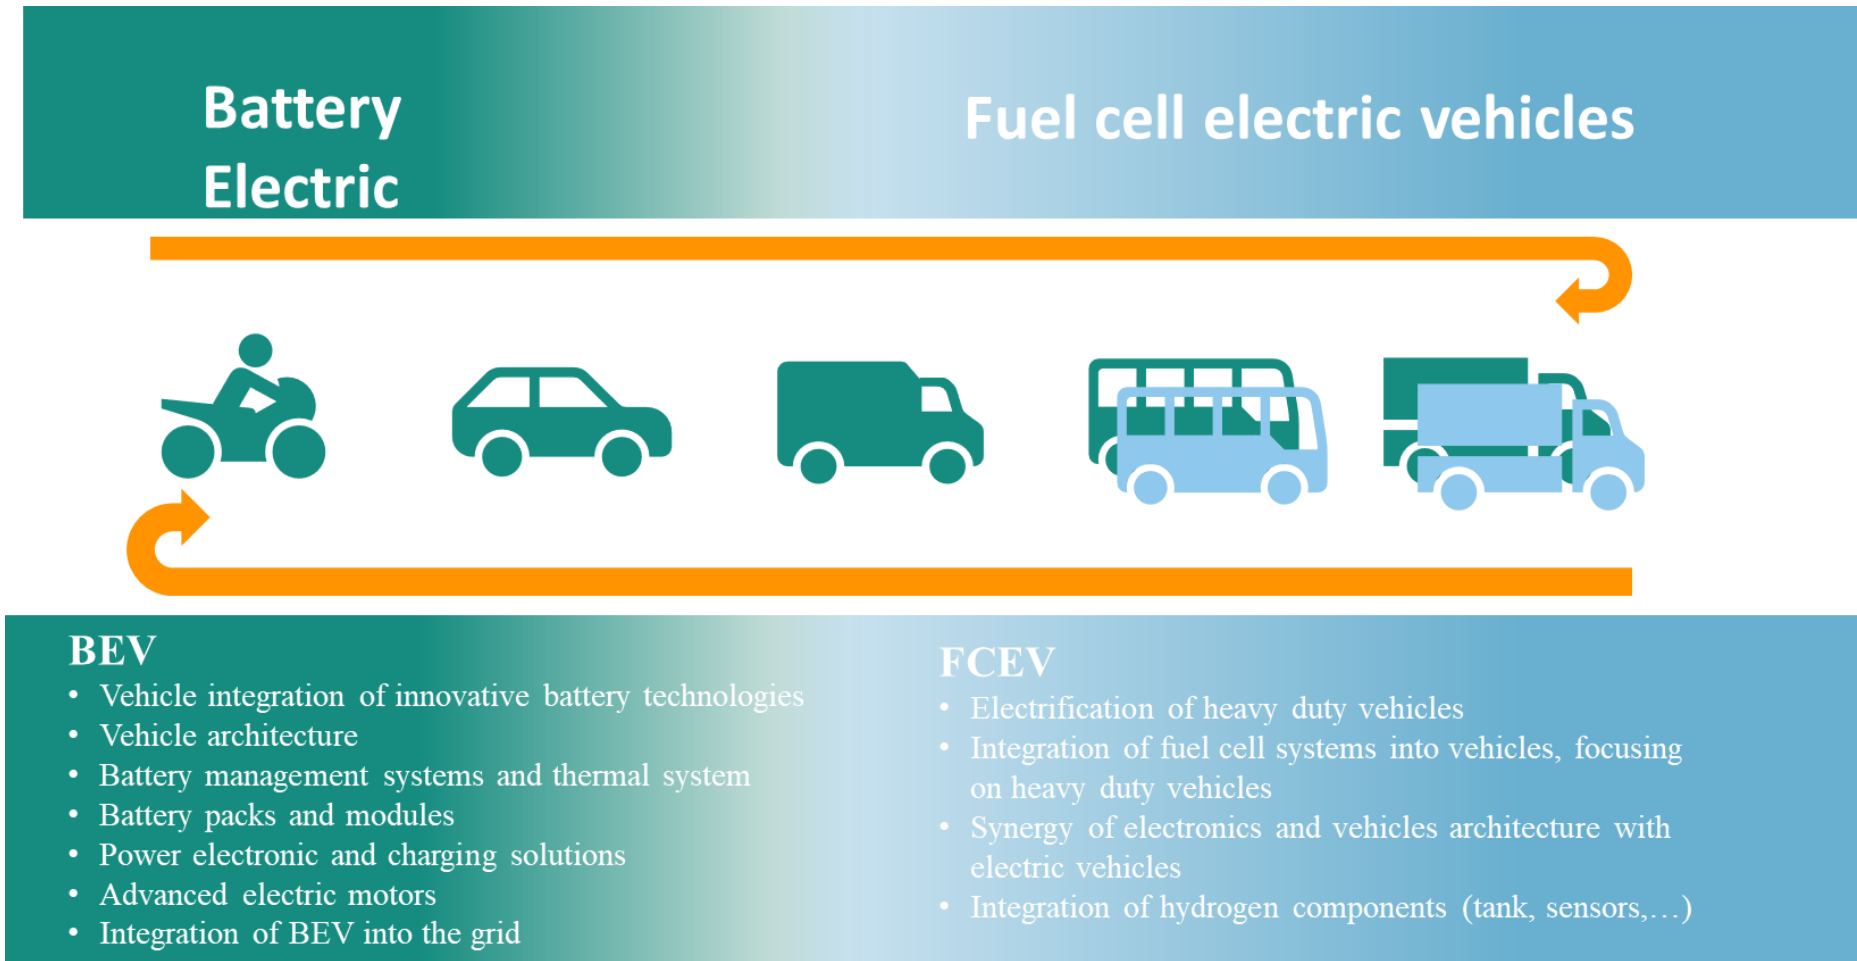 Battery
Electric
Fuel cell electric vehicles
BEV
• Vehicle integration of innovative battery technologies
• Vehicle architecture
• Battery management systems and thermal system
• Battery packs and modules
• Power electronic and charging solutions
• Advanced electric motors
• Integration of BEV into the grid
FCEV
• Electrification of heavy duty vehicles
• Integration of fuel cell systems into vehicles, focusing
on heavy duty vehicles
• Synergy of electronics and vehicles architecture with
electric vehicles
• Integration of hydrogen components (tank, sensors,…)